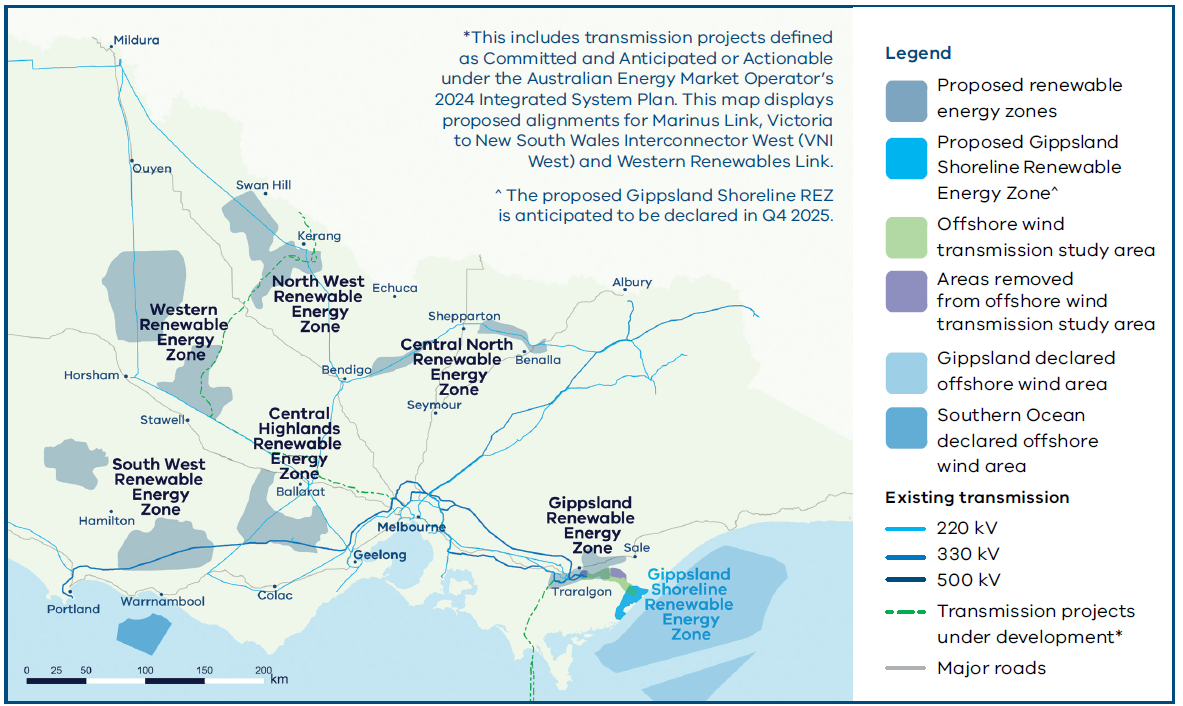 Mildura
*This includes transmission projects defined
as Committed and Anticipated or Actionable
under the Australian Energy Market Operator's
2024 Integrated System Plan. This map displays
proposed alignments for Marinus Link, Victoria
to New South Wales Interconnector West (VNI
West) and Western Renewables Link.
^ The proposed Gippsland Shoreline REZ
is anticipated to be declared in Q4 2025.
Ouyen
Swan Hill
Kerang
North West
Renewable
Energy
Zone
Echuca
Albury
Western
Renewable
Energy
Zone
Shepparton
Central North
Renewable
Energy
Zone
Benalla
Horsham
Bendigo
Seymour
Stawell
Central
Highlands
Renewable
Energy
Zone
Ballarat
South West
Renewable
Energy
Zone
Hamilton
Melbourne
Gippsland
Renewable
Energy
Zone
Sale
Geelong
Traralgon
Gippsland
Shoreline
Renewable
Energy
Zone
Portland
Warrnambool
Colac
0 25 50 100 150 200
km
Legend
Proposed renewable
energy zones
Proposed Gippsland
Shoreline Renewable
Energy Zone^
Offshore wind
transmission study area
Areas removed
from offshore wind
transmission study area
Gippsland declared
offshore wind area
Southern Ocean
declared offshore
wind area
Existing transmission
220 kV
330 kV
500 kV
Transmission projects
under development*
Major roads